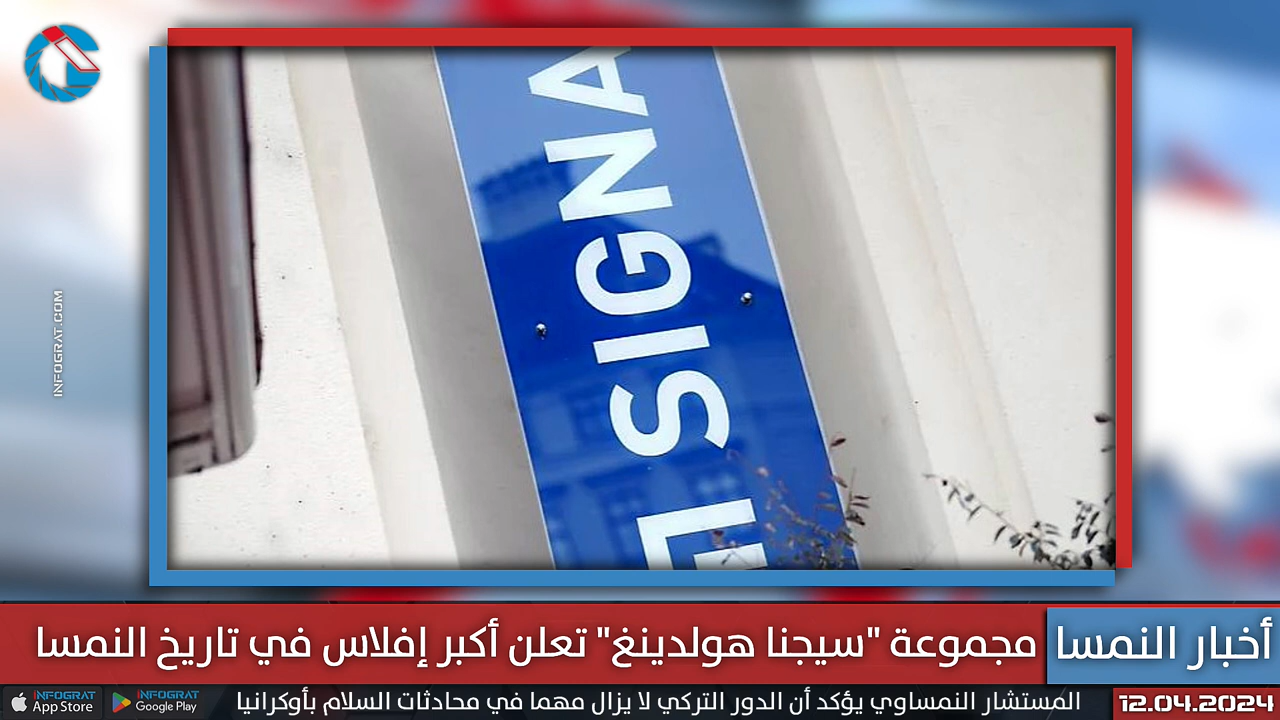 INFOGRAT.COM
SIGNA
أخبار النمسا
مجموعة "سيجنا هولدينغ" تعلن أكبر إفلاس في تاريخ النمسا
12.04.2024
المستشار النمساوي يؤكد أن الدور التركي لا يزال مهما في محادثات السلام بأوكرانيا
INFOGRAT
Google Play
INFOGRAT
App Store